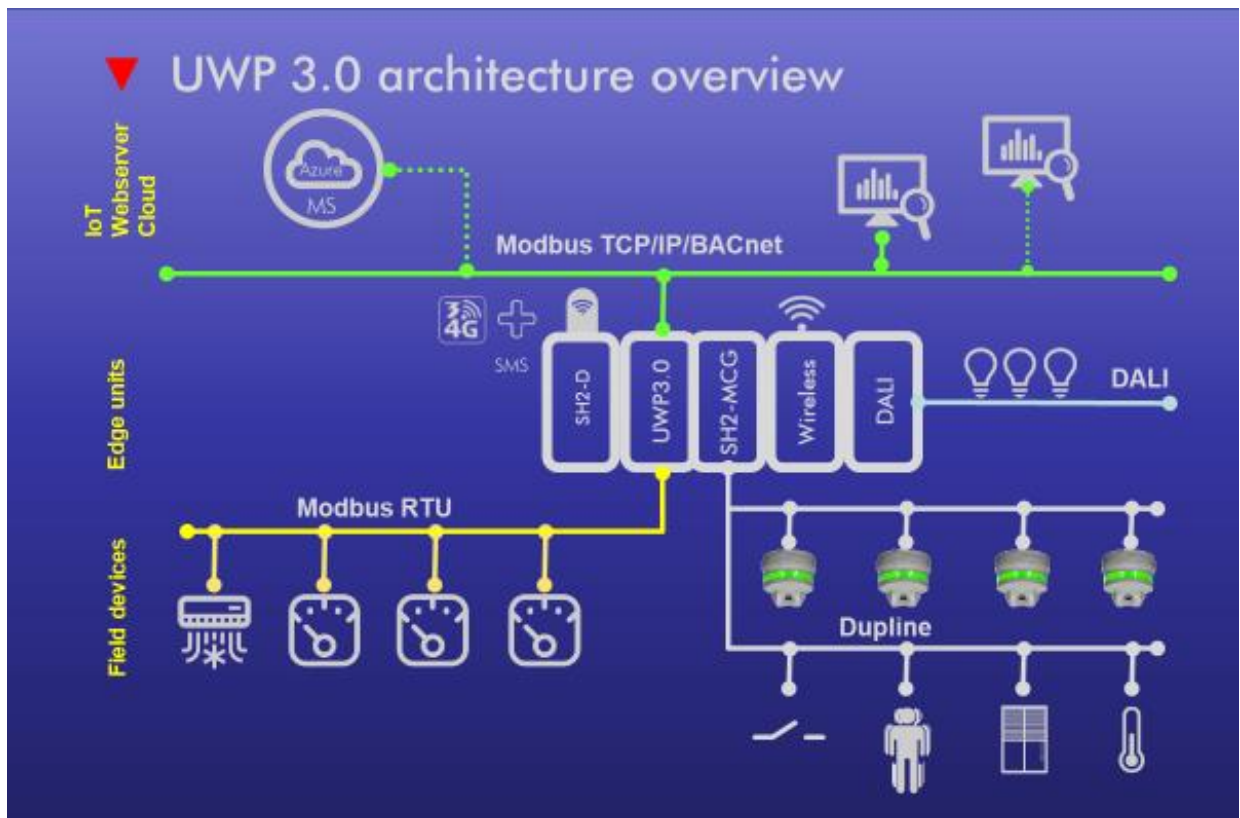 UWP 3.0 architecture overview
IoT
Webserver
Cloud
Azure
MS
Modbus TCP/IP/BACnet
3
4G
SMS
Edge units
SH2-D
UWP3.0
SH2-MCG
Wireless
DALI
DALI
Modbus RTU
Field devices
Dupline